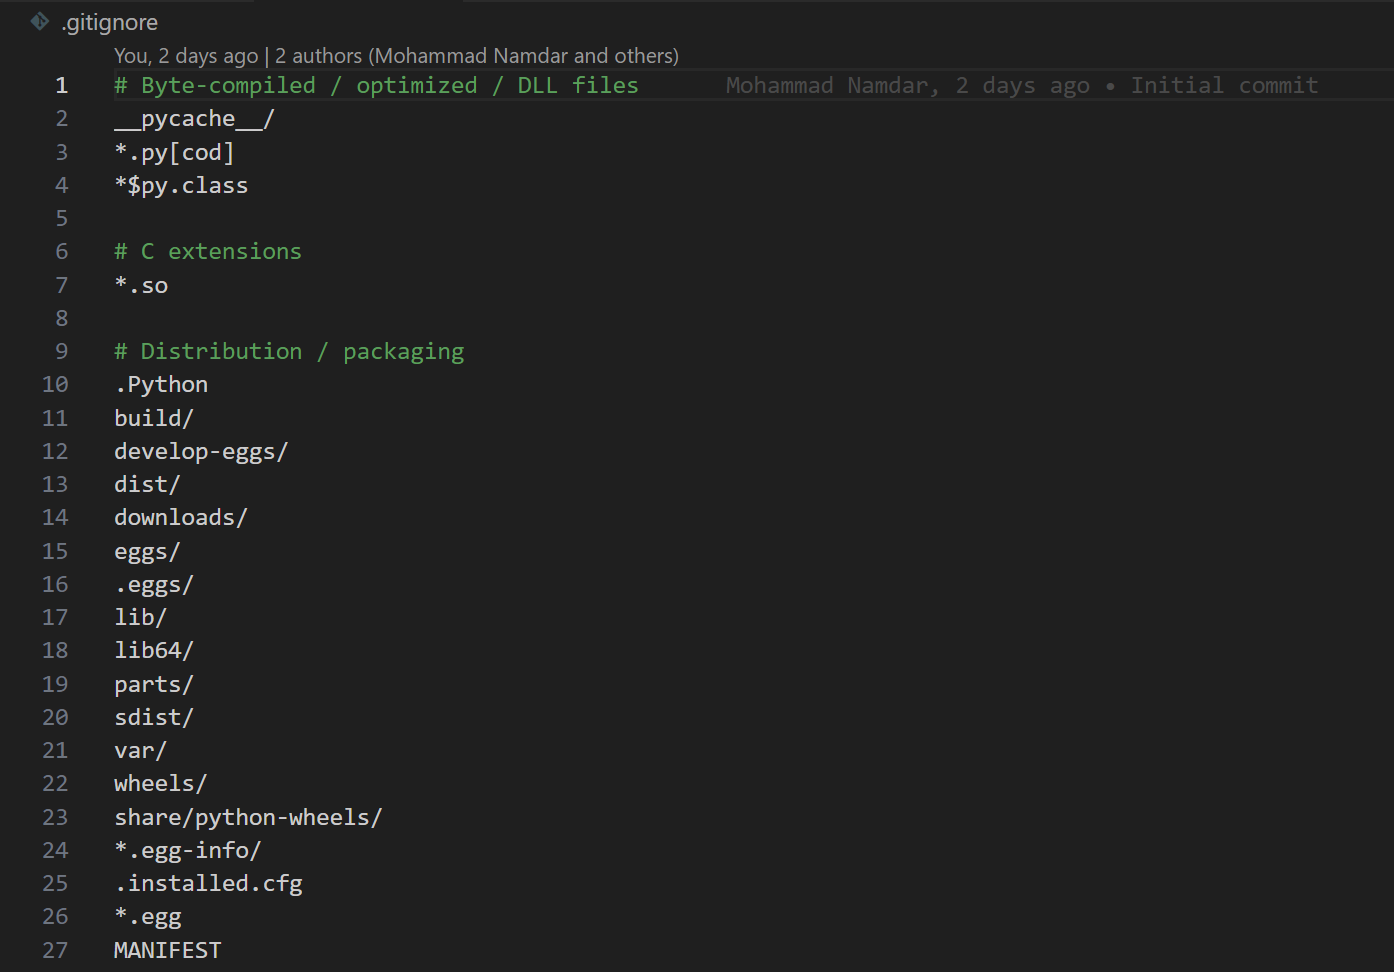 .gitignore
You, 2 days ago | 2 authors (Mohammad Namdar and others)
1 # Byte-compiled / optimized / DLL files Mohammad Namdar, 2 days ago • Initial commit
2 __pycache__/
3 *.py[cod]
4 *$py.class
5
6 # C extensions
7 *.so
8
9 # Distribution / packaging
10 .Python
11 build/
12 develop-eggs/
13 dist/
14 downloads/
15 eggs/
16 .eggs/
17 lib/
18 lib64/
19 parts/
20 sdist/
21 var/
22 wheels/
23 share/python-wheels/
24 *.egg-info/
25 .installed.cfg
26 *.egg
27 MANIFEST